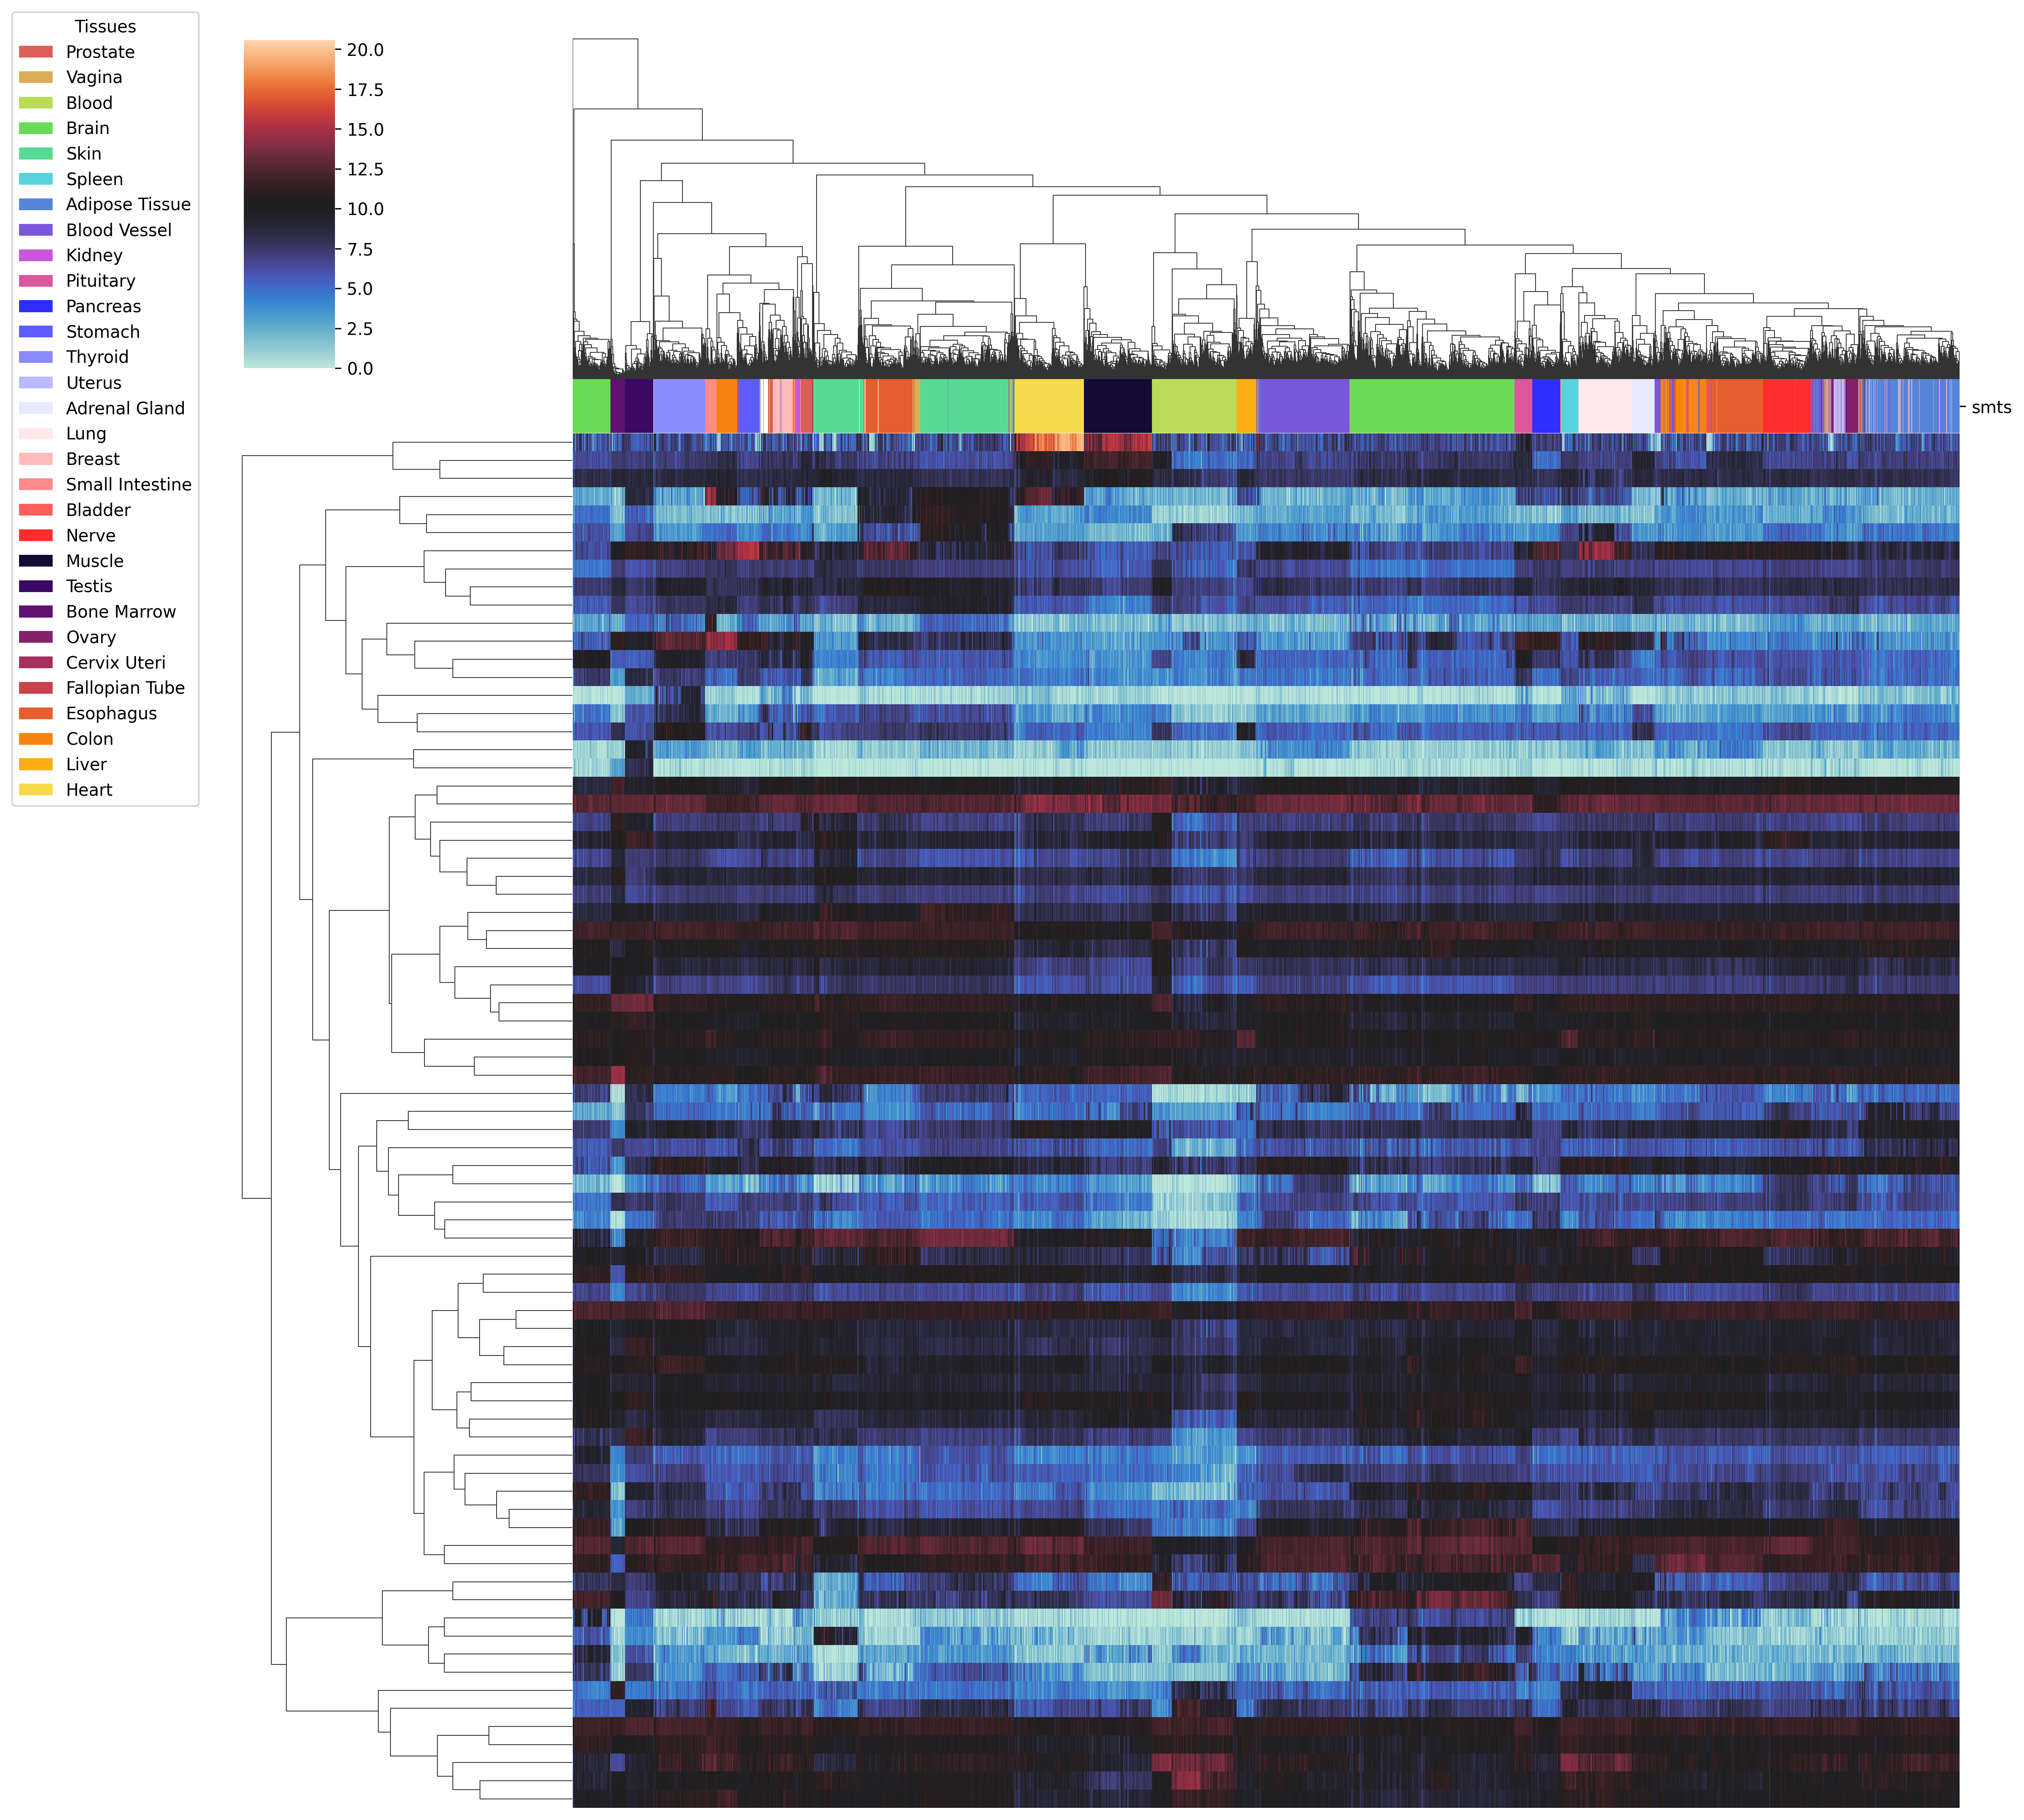 Tissues
Prostate
Vagina
Blood
Brain
Skin
Spleen
Adipose Tissue
Blood Vessel
Kidney
Pituitary
Pancreas
Stomach
Thyroid
Uterus
Adrenal Gland
Lung
Breast
Small Intestine
Bladder
Nerve
Muscle
Testis
Bone Marrow
Ovary
Cervix Uteri
Fallopian Tube
Esophagus
Colon
Liver
Heart
20.0
17.5
15.0
12.5
10.0
7.5
5.0
2.5
0.0
smts